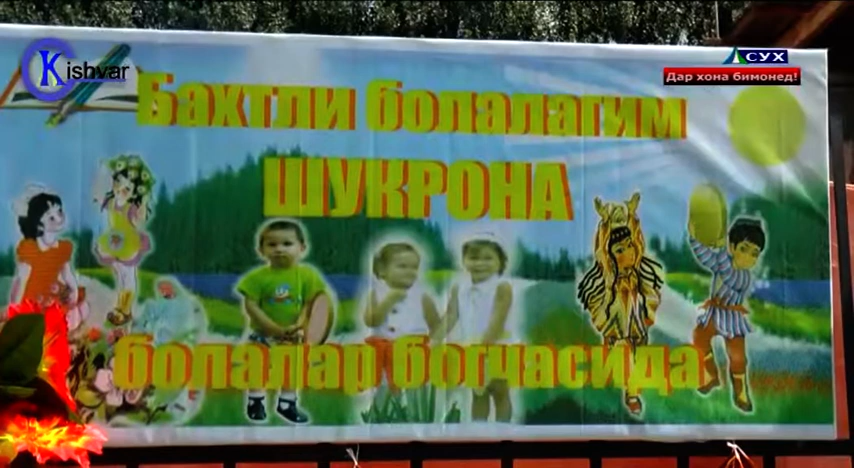 Kishvar
СУХ
Дар хона бимонед!
Бахтли болалагим
ШУКРОНА
болалар богчасида